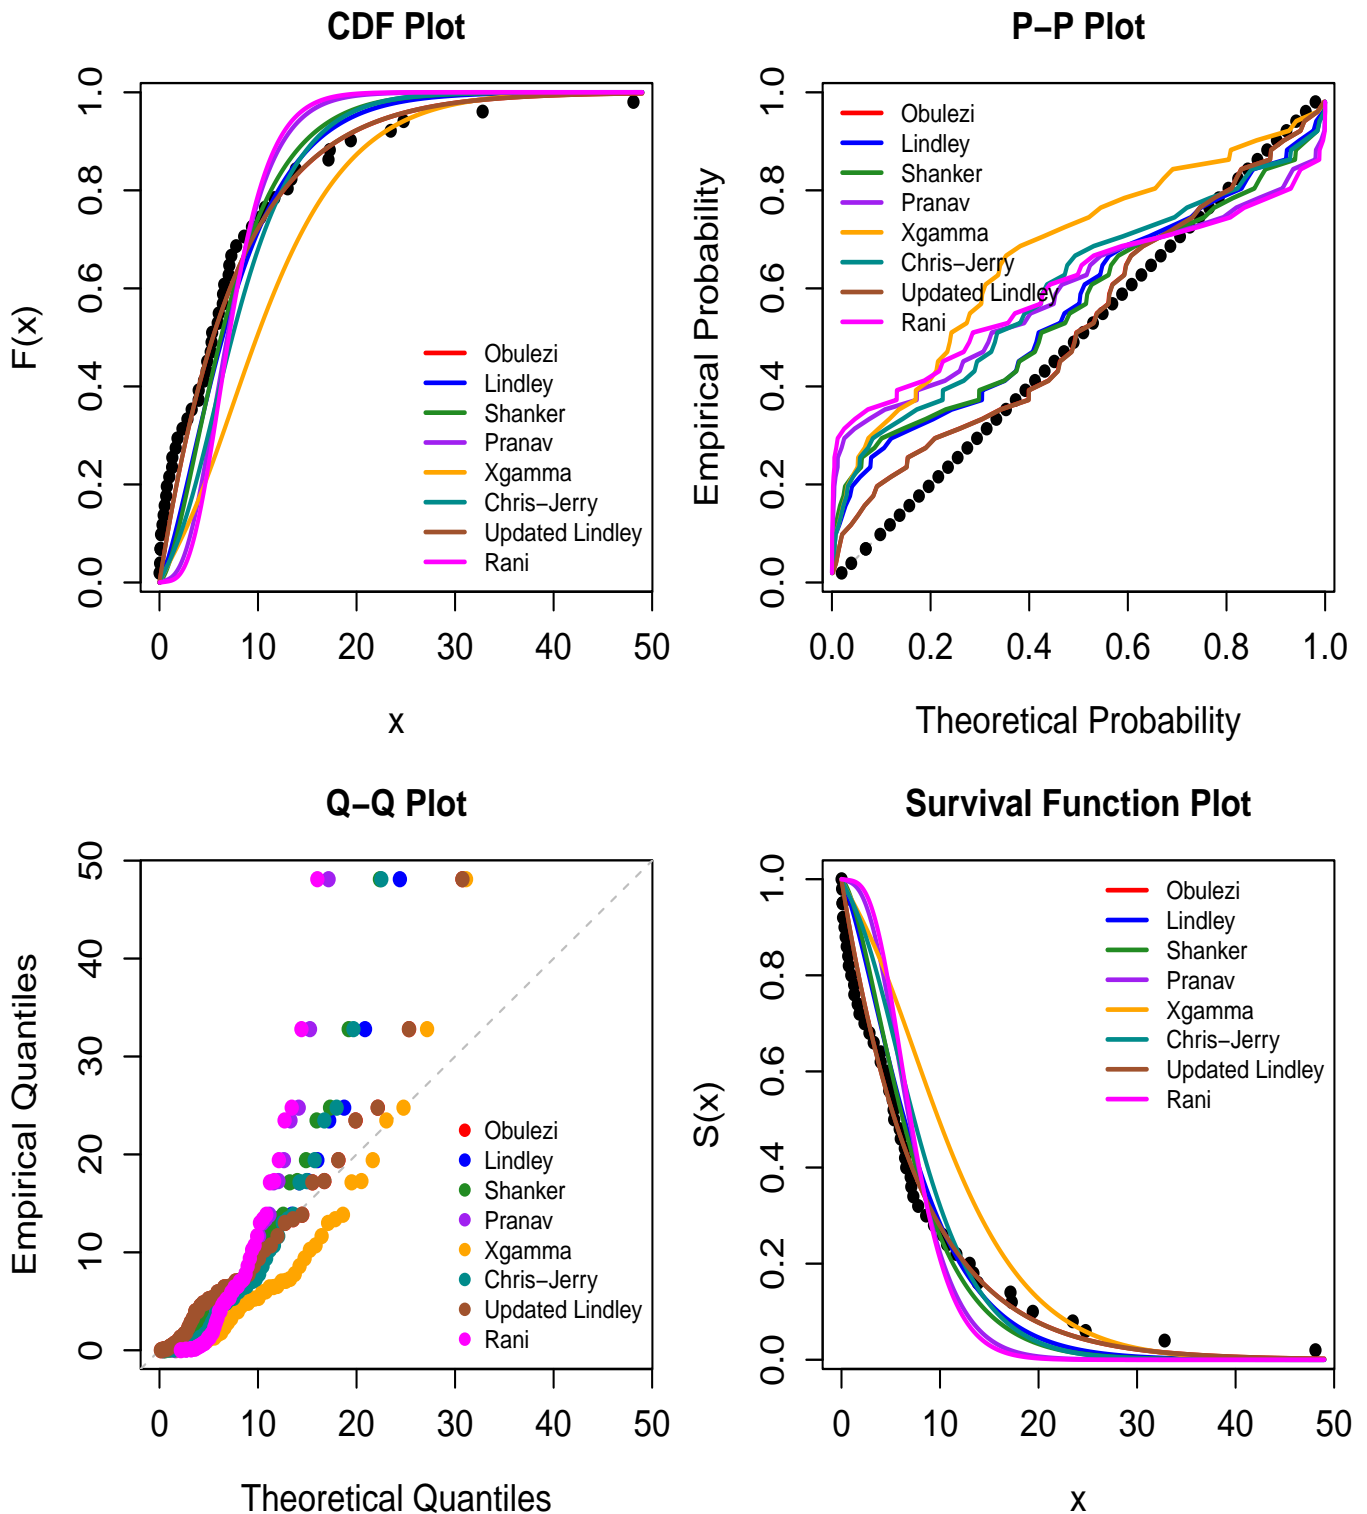 CDF Plot
F(x)
0.0 0.2 0.4 0.6 0.8 1.0
Obulezi
Lindley
Shanker
Pranav
Xgamma
Chris−Jerry
Updated Lindley
Rani
0 10 20 30 40 50
x
P−P Plot
Empirical Probability
0.0 0.2 0.4 0.6 0.8 1.0
Obulezi
Lindley
Shanker
Pranav
Xgamma
Chris−Jerry
Updated Lindley
Rani
0.0 0.2 0.4 0.6 0.8 1.0
Theoretical Probability
Q−Q Plot
Empirical Quantiles
0 10 20 30 40 50
Obulezi
Lindley
Shanker
Pranav
Xgamma
Chris−Jerry
Updated Lindley
Rani
0 10 20 30 40 50
Theoretical Quantiles
Survival Function Plot
S(x)
0.0 0.2 0.4 0.6 0.8 1.0
Obulezi
Lindley
Shanker
Pranav
Xgamma
Chris−Jerry
Updated Lindley
Rani
0 10 20 30 40 50
x